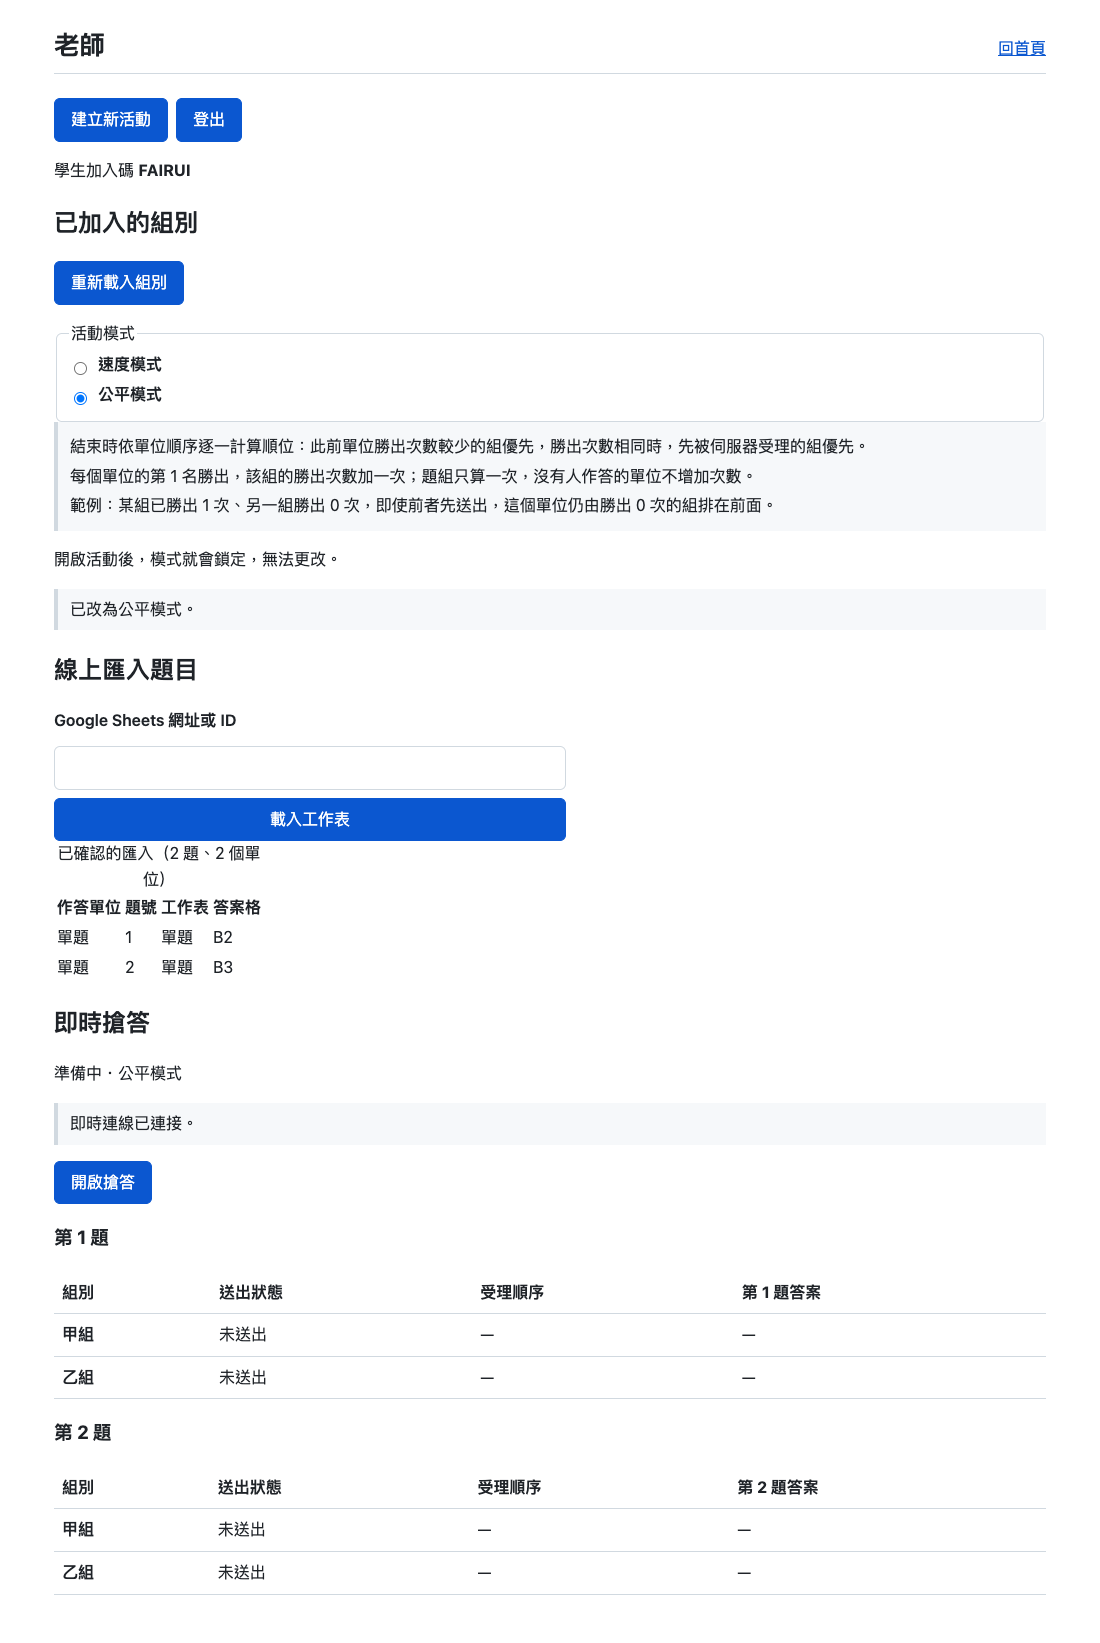 老師
回首頁
建立新活動 登出
學生加入碼 FAIRUI
已加入的組別
重新載入組別
活動模式
速度模式
公平模式
結束時依單位順序逐一計算順位：此前單位勝出次數較少的組優先，勝出次數相同時，先被伺服器受理的組優先。
每個單位的第 1 名勝出，該組的勝出次數加一次；題組只算一次，沒有人作答的單位不增加次數。
範例：某組已勝出 1 次、另一組勝出 0 次，即使前者先送出，這個單位仍由勝出 0 次的組排在前面。
開啟活動後，模式就會鎖定，無法更改。
已改為公平模式。
線上匯入題目
Google Sheets 網址或 ID
載入工作表
已確認的匯入（2 題、2 個單
位）
作答單位 題號 工作表 答案格
單題 1 單題 B2
單題 2 單題 B3
即時搶答
準備中 · 公平模式
即時連線已連接。
開啟搶答
第 1 題
組別 送出狀態 受理順序 第 1 題答案
甲組 未送出 — —
乙組 未送出 — —
第 2 題
組別 送出狀態 受理順序 第 2 題答案
甲組 未送出 — —
乙組 未送出 — —